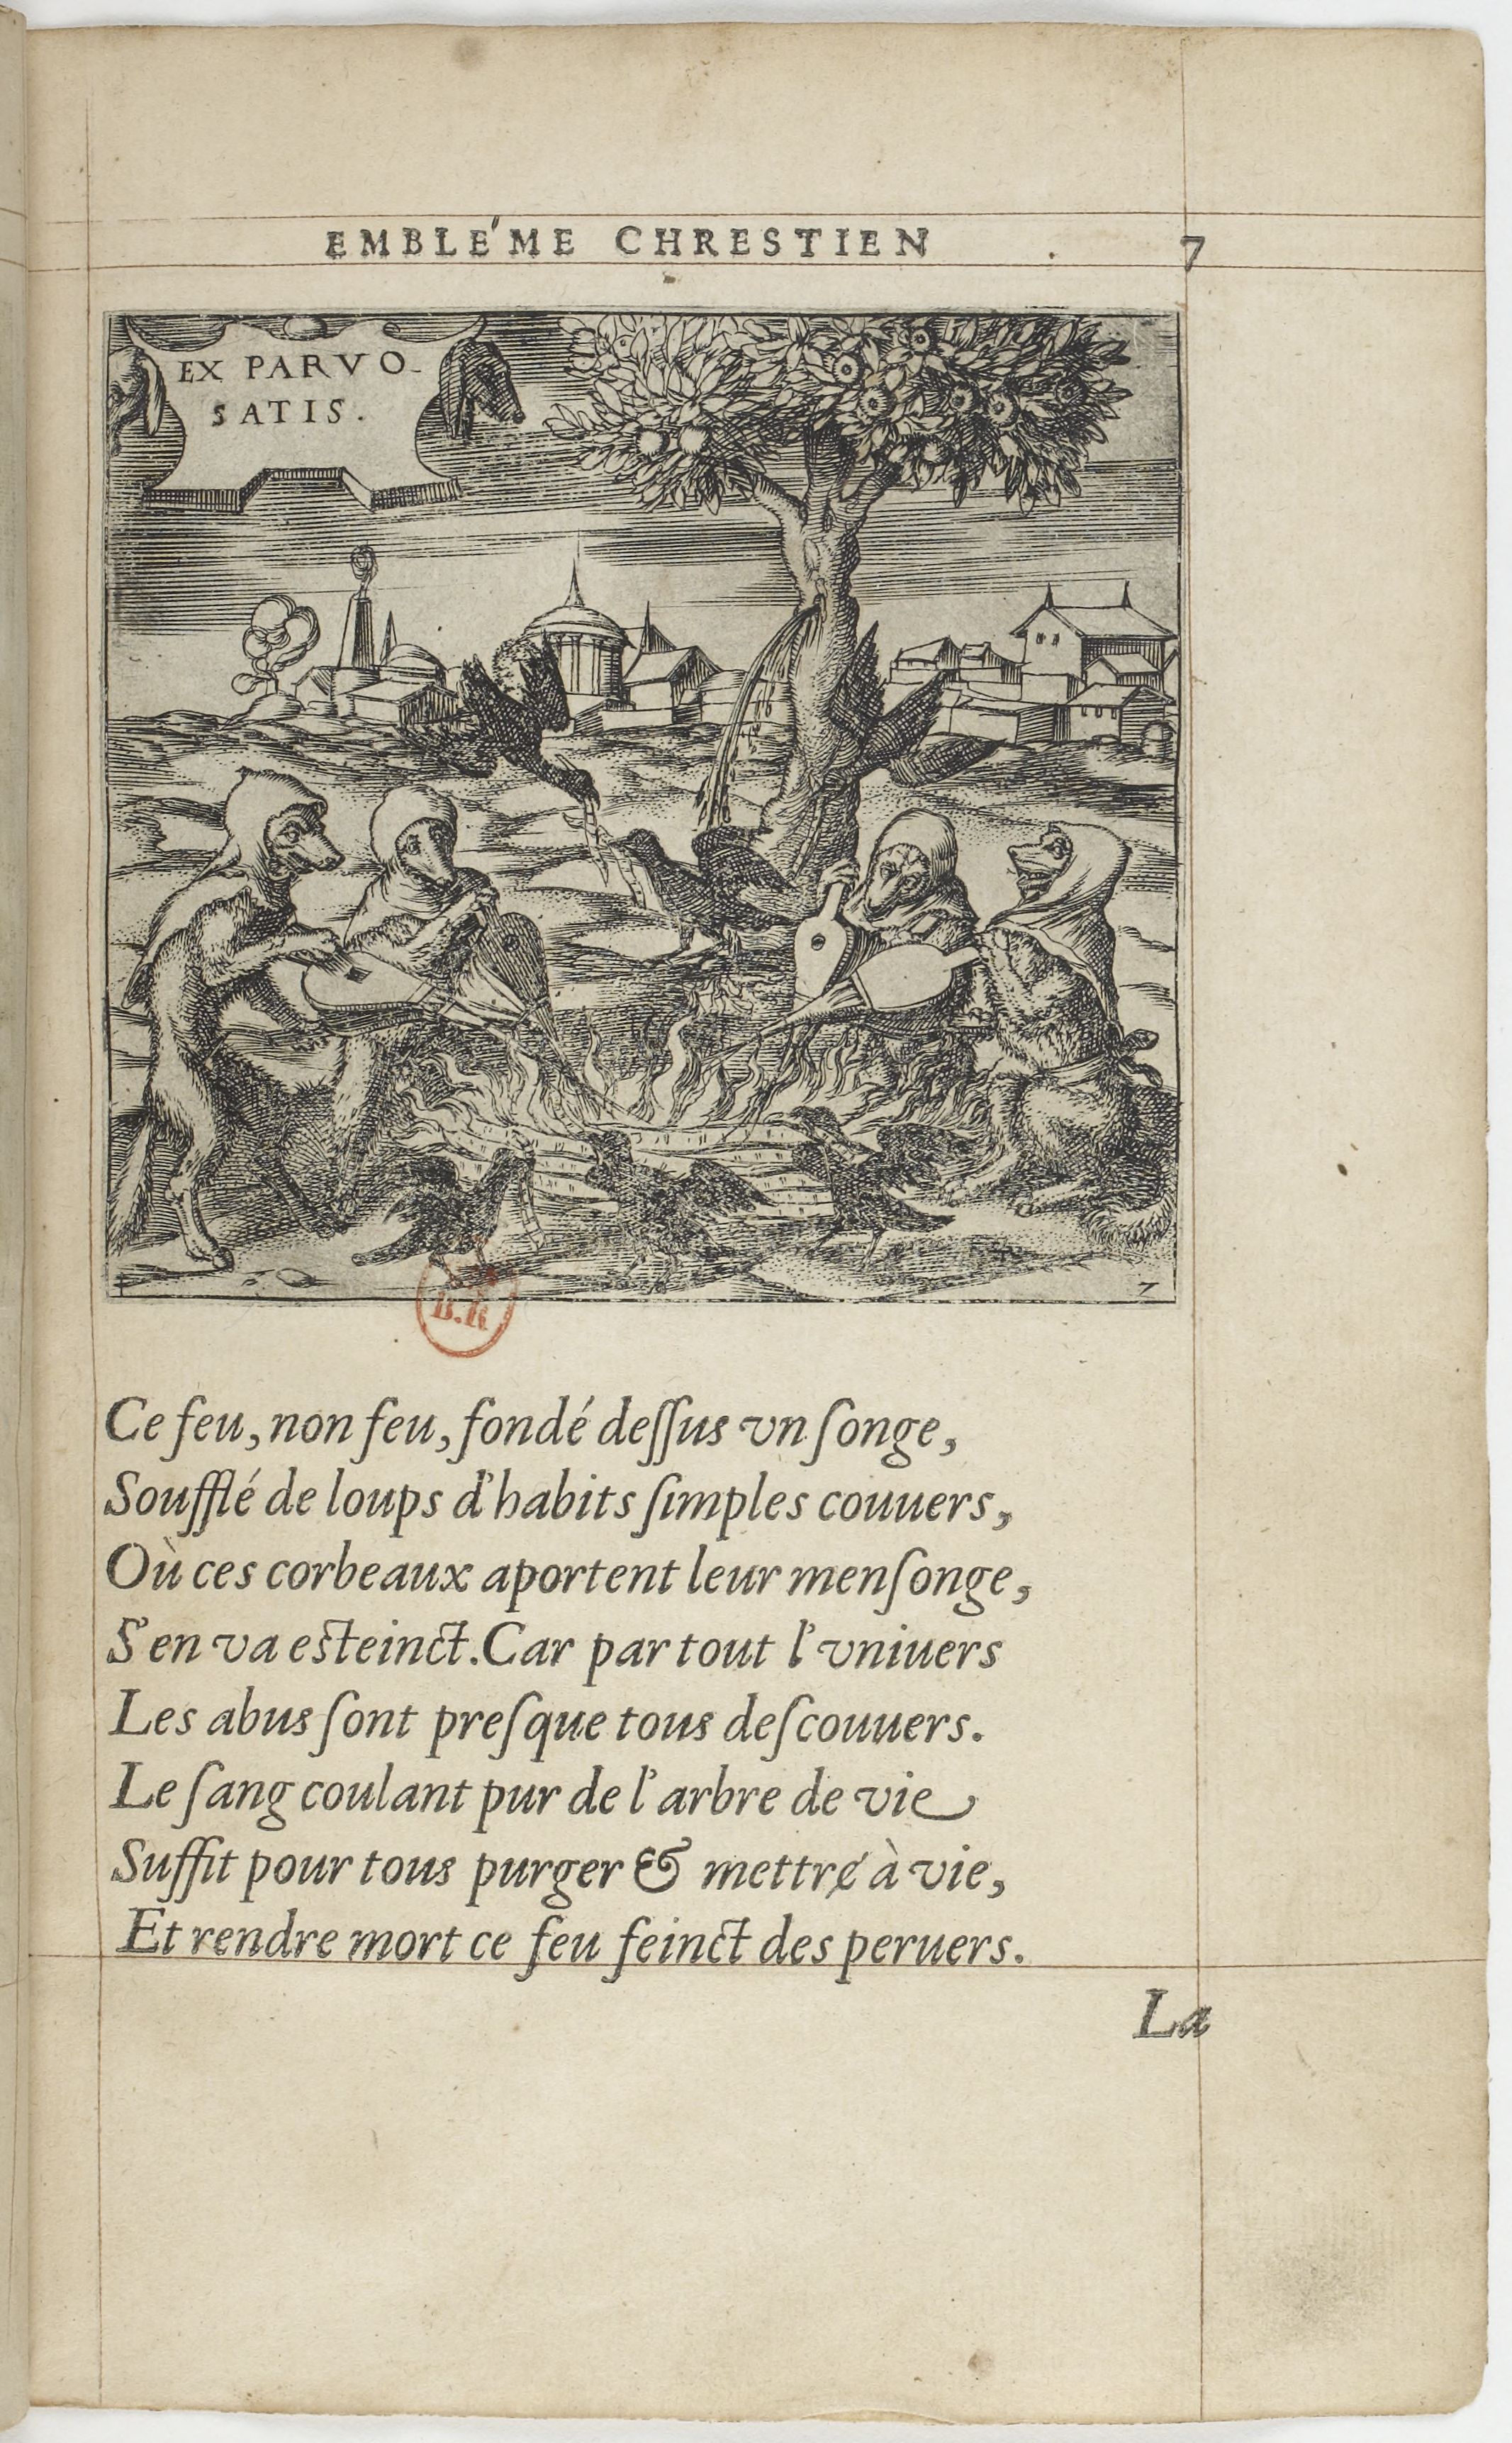 EMBLE'ME CHRESTIEN 7
EX PARVO
SATIS.
7
B.R
Ce feu, non feu, fondé deſſus vn ſonge,
Soufflé de loups d'habits ſimples couuers,
Où ces corbeaux aportent leur menſonge,
S'en va esteinct. Car par tout l'vniuers
Les abus ſont preſque tous deſcouuers.
Le ſang coulant pur de l'arbre de vie
Suffit pour tous purger & mettre à vie,
Et rendre mort ce feu feinct des peruers.
La